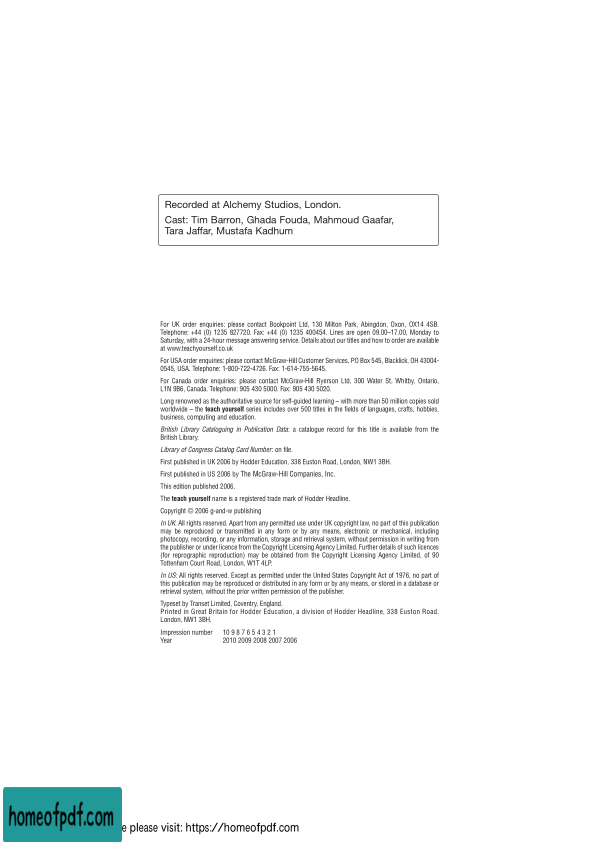 Recorded at Alchemy Studios, London.
Cast: Tim Barron, Ghada Fouda, Mahmoud Gaafar,
Tara Jaffar, Mustafa Kadhum
For UK order enquiries: please contact Bookpoint Ltd, 130 Milton Park, Abingdon, Oxon, OX14 4SB.
Telephone: +44 (0) 1235 827720. Fax: +44 (0) 1235 400454. Lines are open 09.00–17.00, Monday to
Saturday, with a 24-hour message answering service. Details about our titles and how to order are available
at www.teachyourself.co.uk
For USA order enquiries: please contact McGraw-Hill Customer Services, PO Box 545, Blacklick, OH 43004-
0545, USA. Telephone: 1-800-722-4726. Fax: 1-614-755-5645.
For Canada order enquiries: please contact McGraw-Hill Ryerson Ltd, 300 Water St, Whitby, Ontario,
L1N 9B6, Canada. Telephone: 905 430 5000. Fax: 905 430 5020.
Long renowned as the authoritative source for self-guided learning – with more than 50 million copies sold
worldwide – the teach yourself series includes over 500 titles in the fields of languages, crafts, hobbies,
business, computing and education.
British Library Cataloguing in Publication Data: a catalogue record for this title is available from the
British Library.
Library of Congress Catalog Card Number: on file.
First published in UK 2006 by Hodder Education, 338 Euston Road, London, NW1 3BH.
First published in US 2006 by The McGraw-Hill Companies, Inc.
This edition published 2006.
The teach yourself name is a registered trade mark of Hodder Headline.
Copyright © 2006 g-and-w publishing
In UK: All rights reserved. Apart from any permitted use under UK copyright law, no part of this publication
may be reproduced or transmitted in any form or by any means, electronic or mechanical, including
photocopy, recording, or any information, storage and retrieval system, without permission in writing from
the publisher or under licence from the Copyright Licensing Agency Limited. Further details of such licences
(for reprographic reproduction) may be obtained from the Copyright Licensing Agency Limited, of 90
Tottenham Court Road, London, W1T 4LP.
In US: All rights reserved. Except as permitted under the United States Copyright Act of 1976, no part of
this publication may be reproduced or distributed in any form or by any means, or stored in a database or
retrieval system, without the prior written permission of the publisher.
Typeset by Transet Limited, Coventry, England.
Printed in Great Britain for Hodder Education, a division of Hodder Headline, 338 Euston Road,
London, NW1 3BH.
Impression number 10 9 8 7 6 5 4 3 2 1
Year 2010 2009 2008 2007 2006
homeofpdf.com
e please visit: https://homeofpdf.com